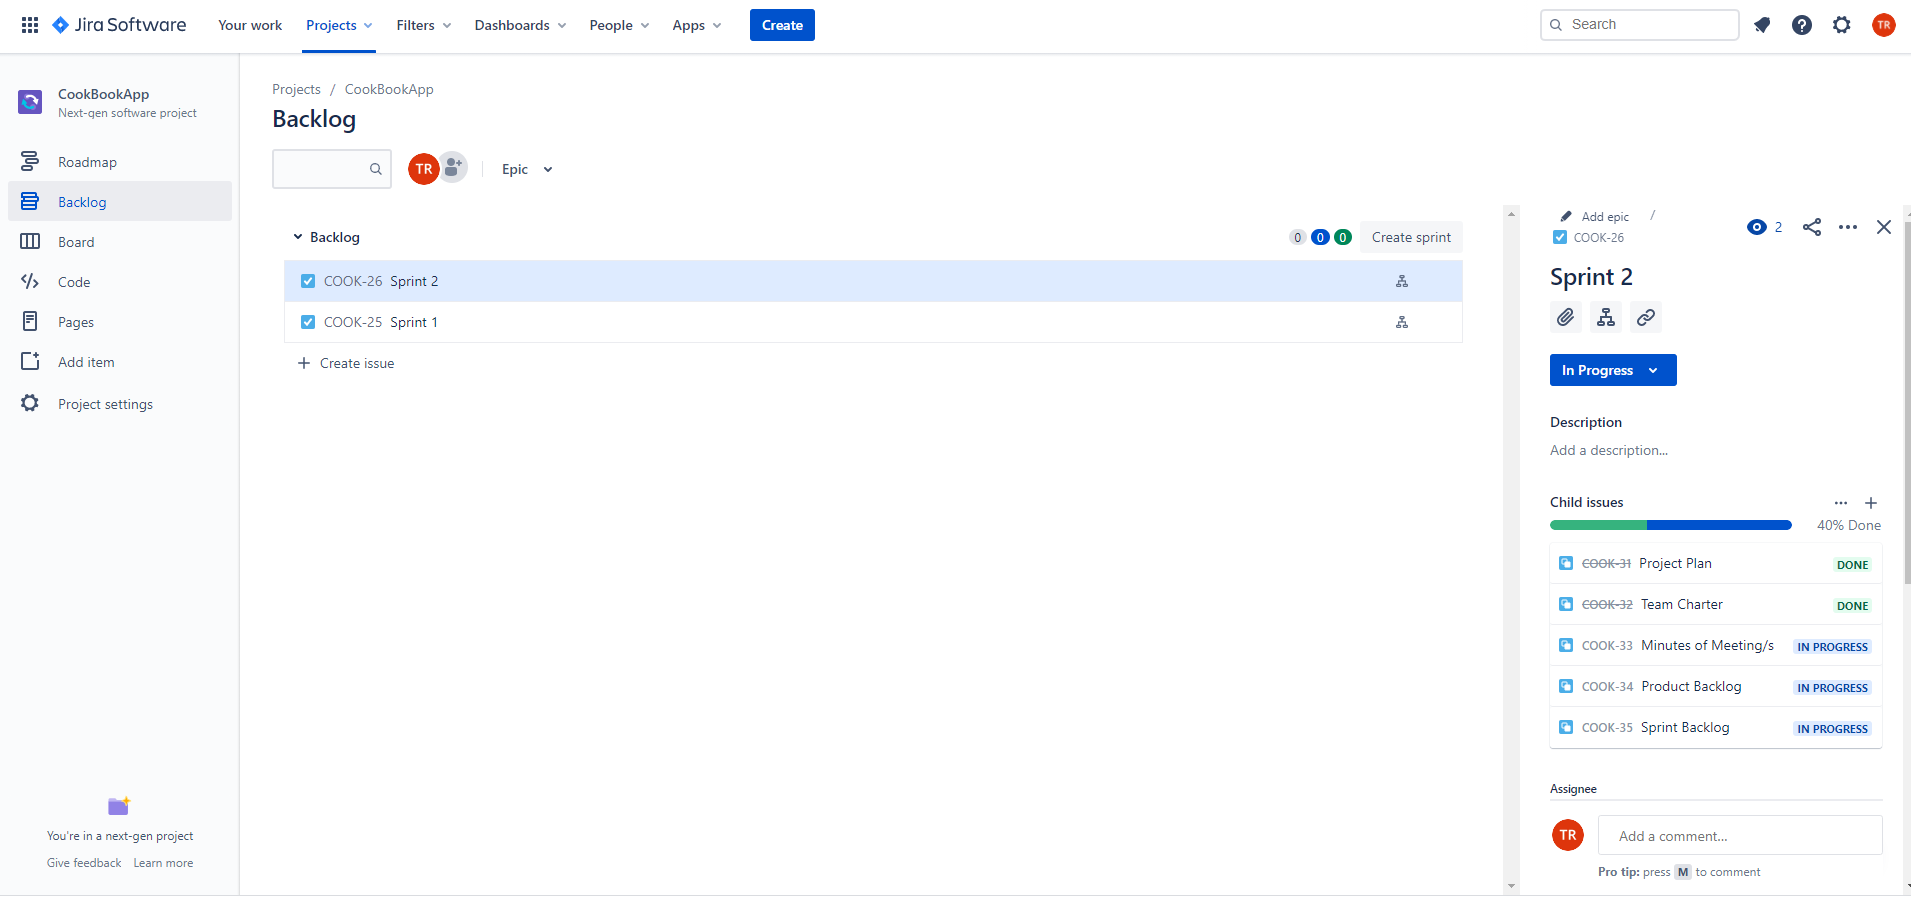 Jira Software Your work Projects Filters Dashboards People Apps Create Search TR
CookBookApp
Next-gen software project
Roadmap
Backlog
Board
Code
Pages
Add item
Project settings
You're in a next-gen project
Give feedback Learn more
Projects / CookBookApp
Backlog
TR Epic
Backlog 0 0 0 Create sprint
COOK-26 Sprint 2
COOK-25 Sprint 1
Create issue
Add epic /
COOK-26
2
Sprint 2
In Progress
Description
Add a description...
Child issues
40% Done
COOK-31 Project Plan DONE
COOK-32 Team Charter DONE
COOK-33 Minutes of Meeting/s IN PROGRESS
COOK-34 Product Backlog IN PROGRESS
COOK-35 Sprint Backlog IN PROGRESS
Assignee
TR Add a comment...
Pro tip: press M to comment